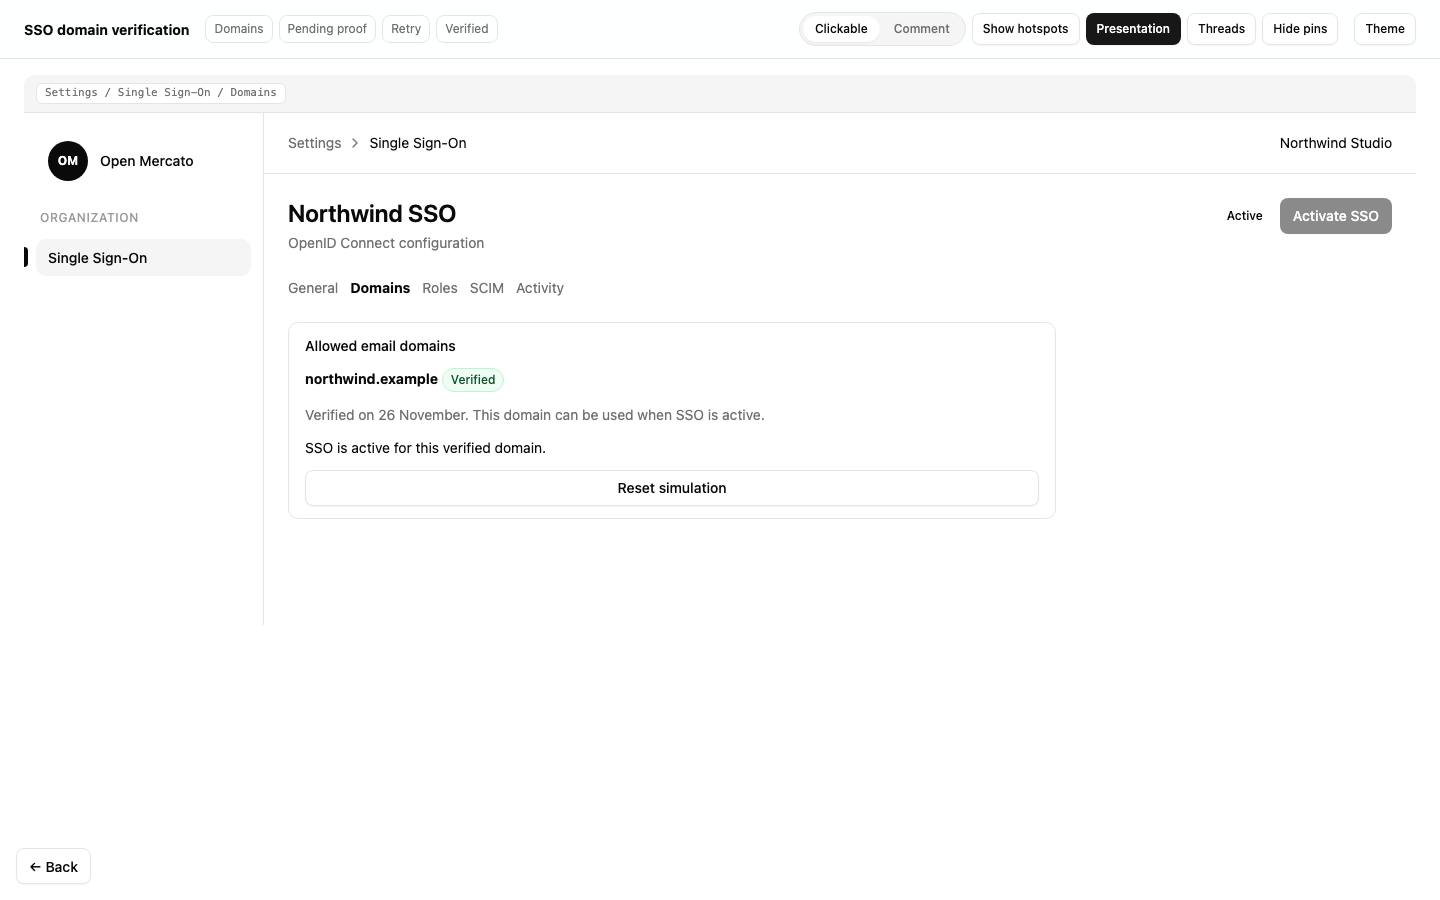 SSO domain verification
Domains
Pending proof
Retry
Verified
Clickable
Comment
Show hotspots
Presentation
Threads
Hide pins
Theme
Settings / Single Sign-On / Domains
OM
Open Mercato
ORGANIZATION
Single Sign-On
Settings
Single Sign-On
Northwind Studio
Northwind SSO
OpenID Connect configuration
Active
Activate SSO
General
Domains
Roles
SCIM
Activity
Allowed email domains
northwind.example
Verified
Verified on 26 November. This domain can be used when SSO is active.
SSO is active for this verified domain.
Reset simulation
← Back